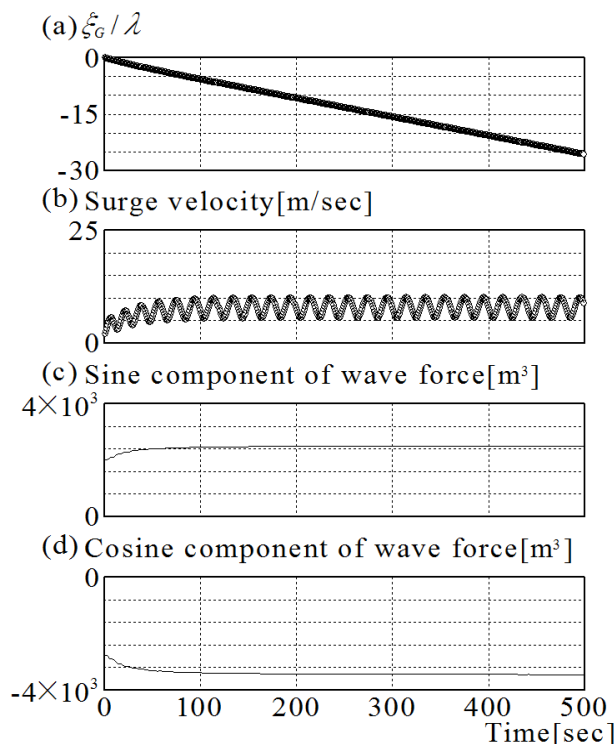 (a) ξG/λ
0
-15
-30
(b) Surge velocity[m/sec]
25
0
(c) Sine component of wave force[m³]
4×10³
0
(d) Cosine component of wave force[m³]
0
-4×10³
0 100 200 300 400 500
Time[sec]